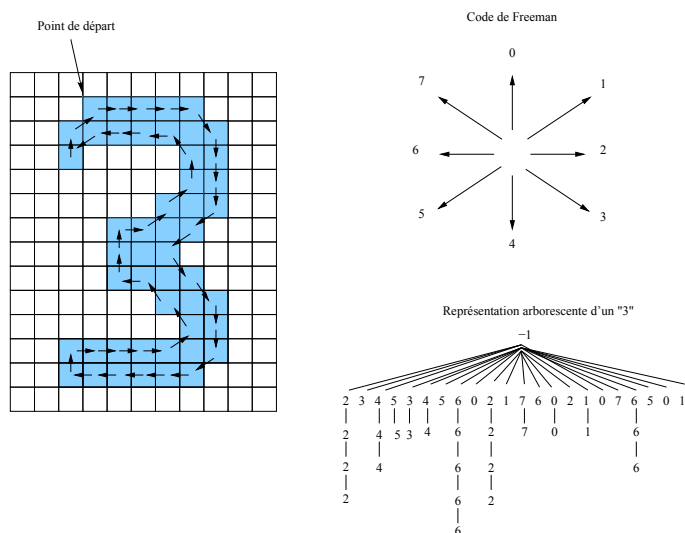 Point de départ
Code de Freeman
0
7
1
6
2
5
3
4
Représentation arborescente d'un "3"
−1
2 3 4 5 3 4 5 6 0 2 1 7 6 0 2 1 0 7 6 5 0 1
2 4 5 3 4 6 2 7 0 1 6
2 4 6 2 6
2 6 2
6